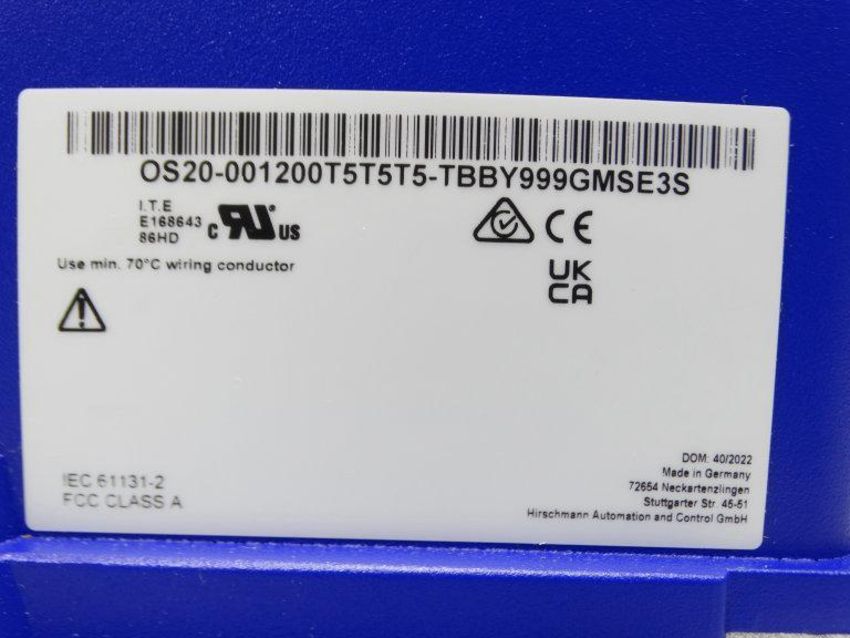 OS20-001200T5T5T5-TBBY999GMSE3S
I.T.E
E168643
86HD
c RU US
CE
Use min. 70°C wiring conductor
UK
CA
IEC 61131-2
FCC CLASS A
DOM: 40/2022
Made in Germany
72654 Neckartenzlingen
Stuttgarter Str. 45-51
Hirschmann Automation and Control GmbH